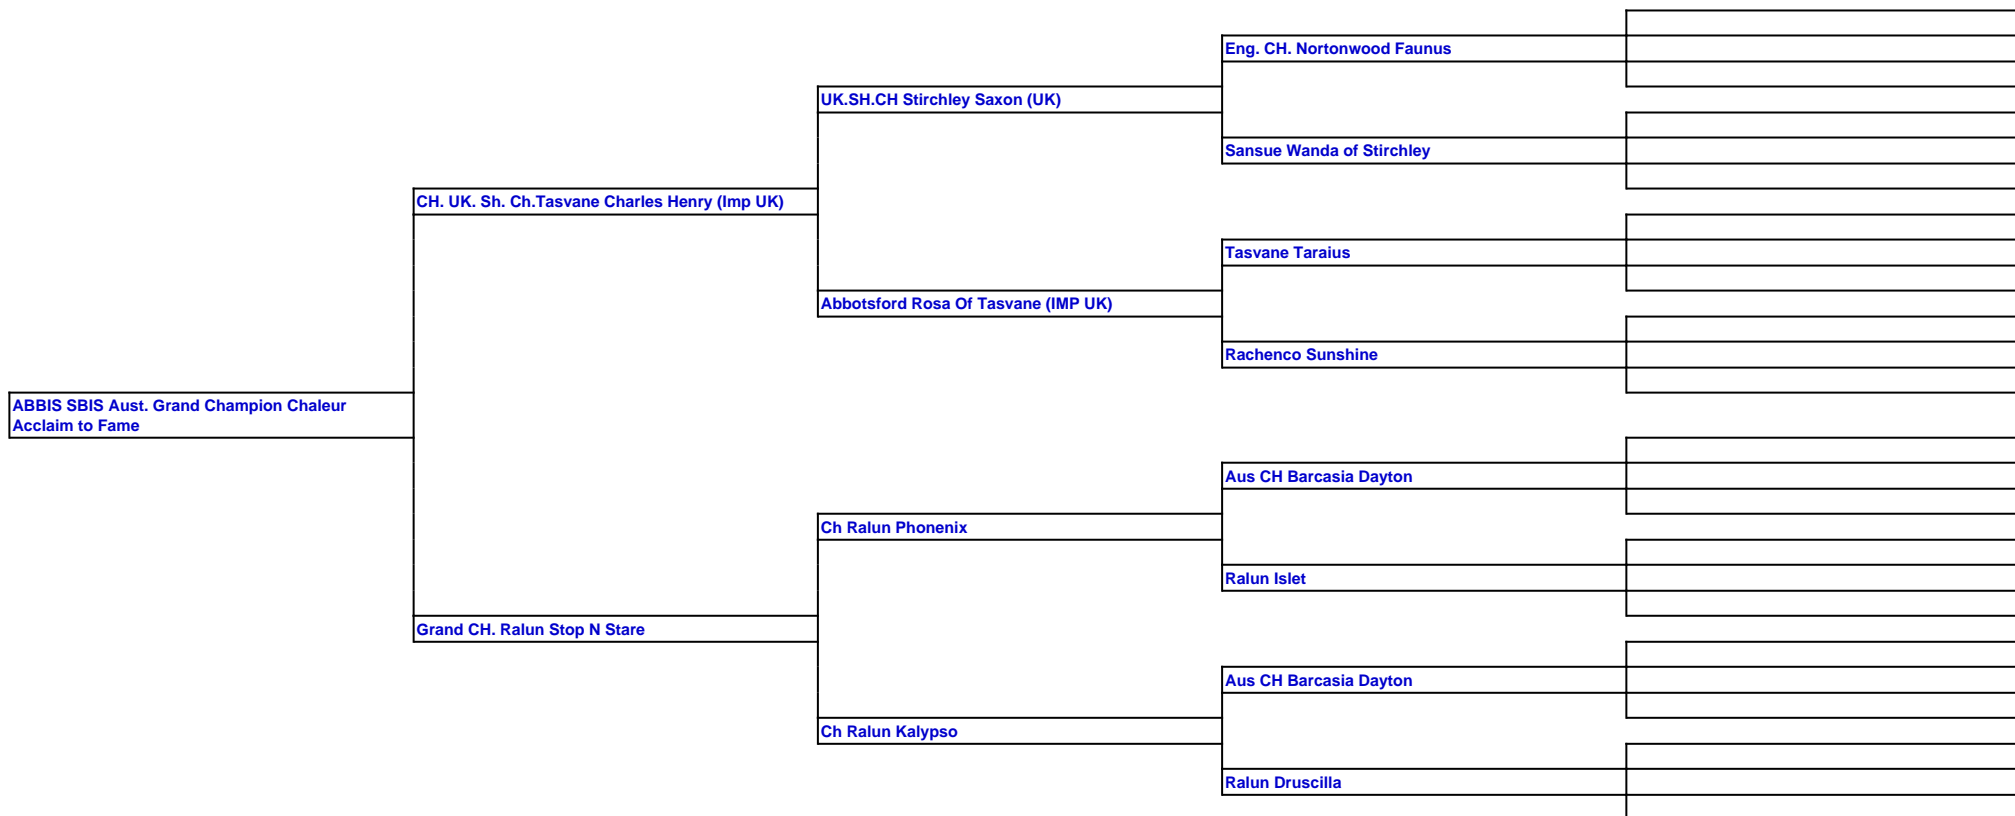 Eng. CH. Nortonwood Faunus
UK.SH.CH Stirchley Saxon (UK)
Sansue Wanda of Stirchley
CH. UK. Sh. Ch.Tasvane Charles Henry (Imp UK)
Tasvane Taraius
Abbotsford Rosa Of Tasvane (IMP UK)
Rachenco Sunshine
ABBIS SBIS Aust. Grand Champion Chaleur
Acclaim to Fame
Aus CH Barcasia Dayton
Ch Ralun Phonenix
Ralun Islet
Grand CH. Ralun Stop N Stare
Aus CH Barcasia Dayton
Ch Ralun Kalypso
Ralun Druscilla